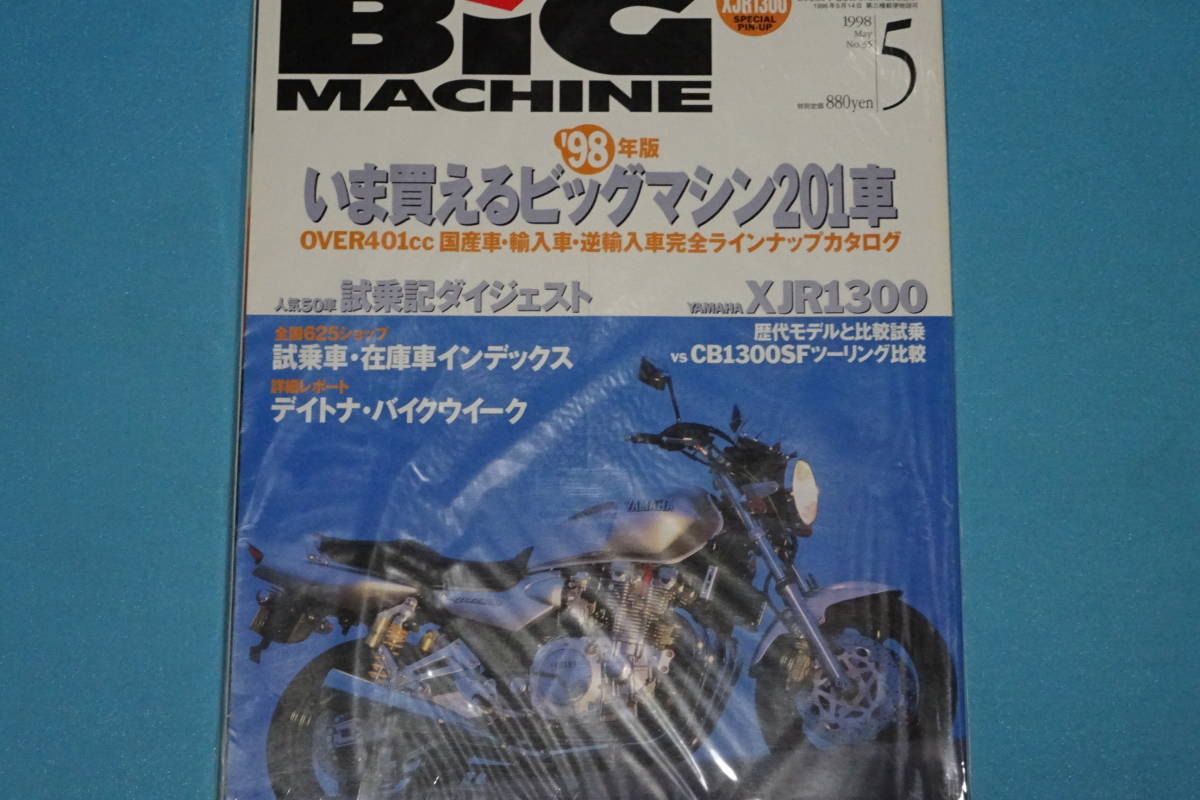 XJR1300
SPECIAL
PIN-UP
1998
May
5
特別定価 880yen
BiG
MACHINE
'98年版
いま買えるビッグマシン201車
OVER401cc 国産車・輸入車・逆輸入車完全ラインナップカタログ
人気50車 試乗記ダイジェスト
YAMAHA XJR1300
全国625ショップ
試乗車・在庫車インデックス
歴代モデルと比較試乗
vs CB1300SFツーリング比較
詳細レポート
デイトナ・バイクウイーク
YAMAHA